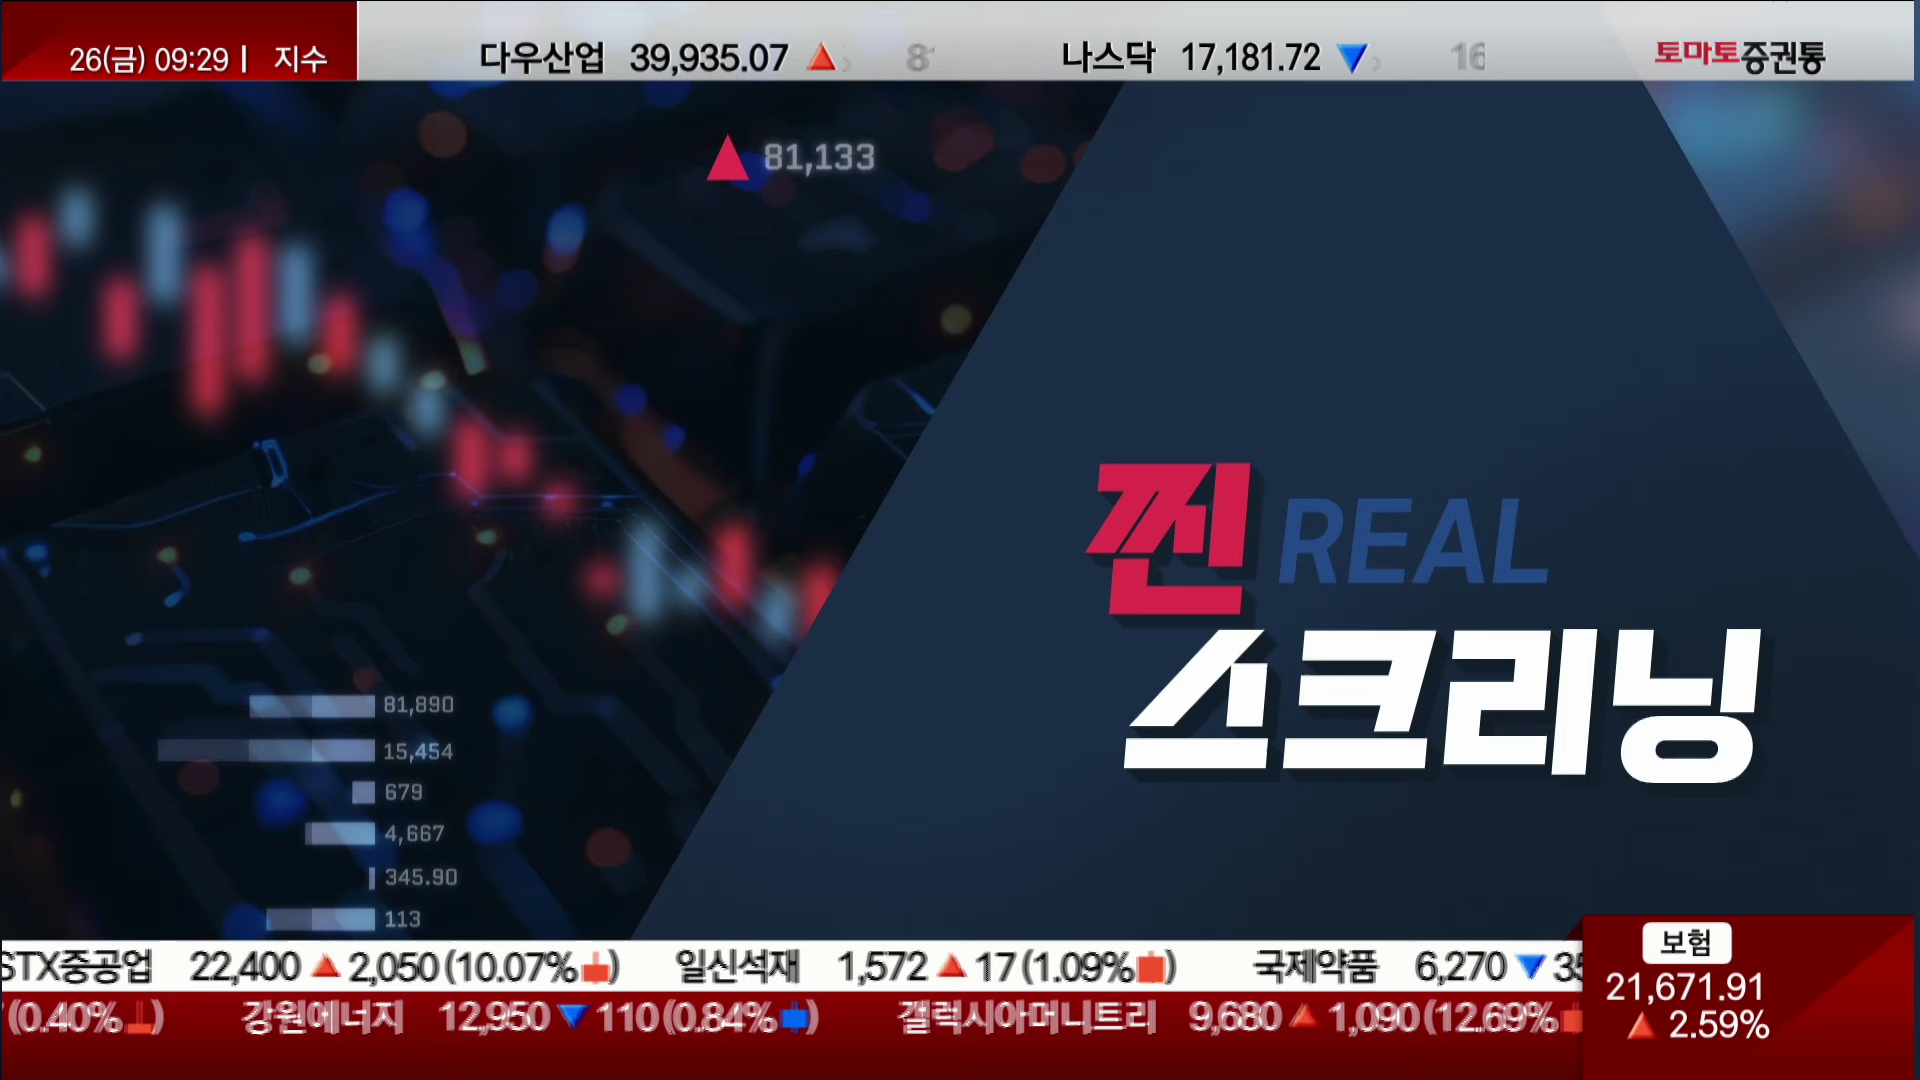 26(금) 09:29 | 지수
다우산업 39,935.07 ▲
나스닥 17,181.72 ▼
토마토증권통
▲ 81,133
찐 REAL
스크리닝
81,890
15,454
679
4,667
345.90
113
STX중공업 22,400 ▲ 2,050 (10.07%) 일신석재 1,572 ▲ 17 (1.09%) 국제약품 6,270 ▼ 35
(0.40%) 강원에너지 12,950 ▼ 110 (0.84%) 갤럭시아머니트리 9,680 ▲ 1,090 (12.69%
보험
21,671.91
▲ 2.59%